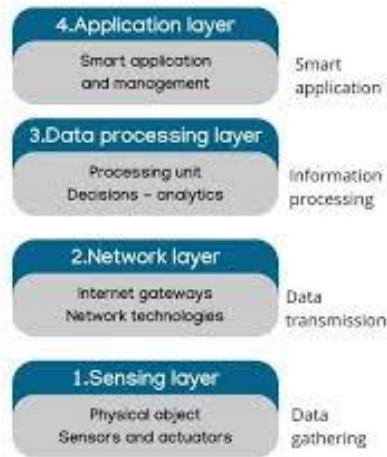 4.Application layer
Smart application
and management
Smart
application
3.Data processing layer
Processing unit
Decisions – analytics
Information
processing
2.Network layer
Internet gateways
Network technologies
Data
transmission
1.Sensing layer
Physical object
Sensors and actuators
Data
gathering